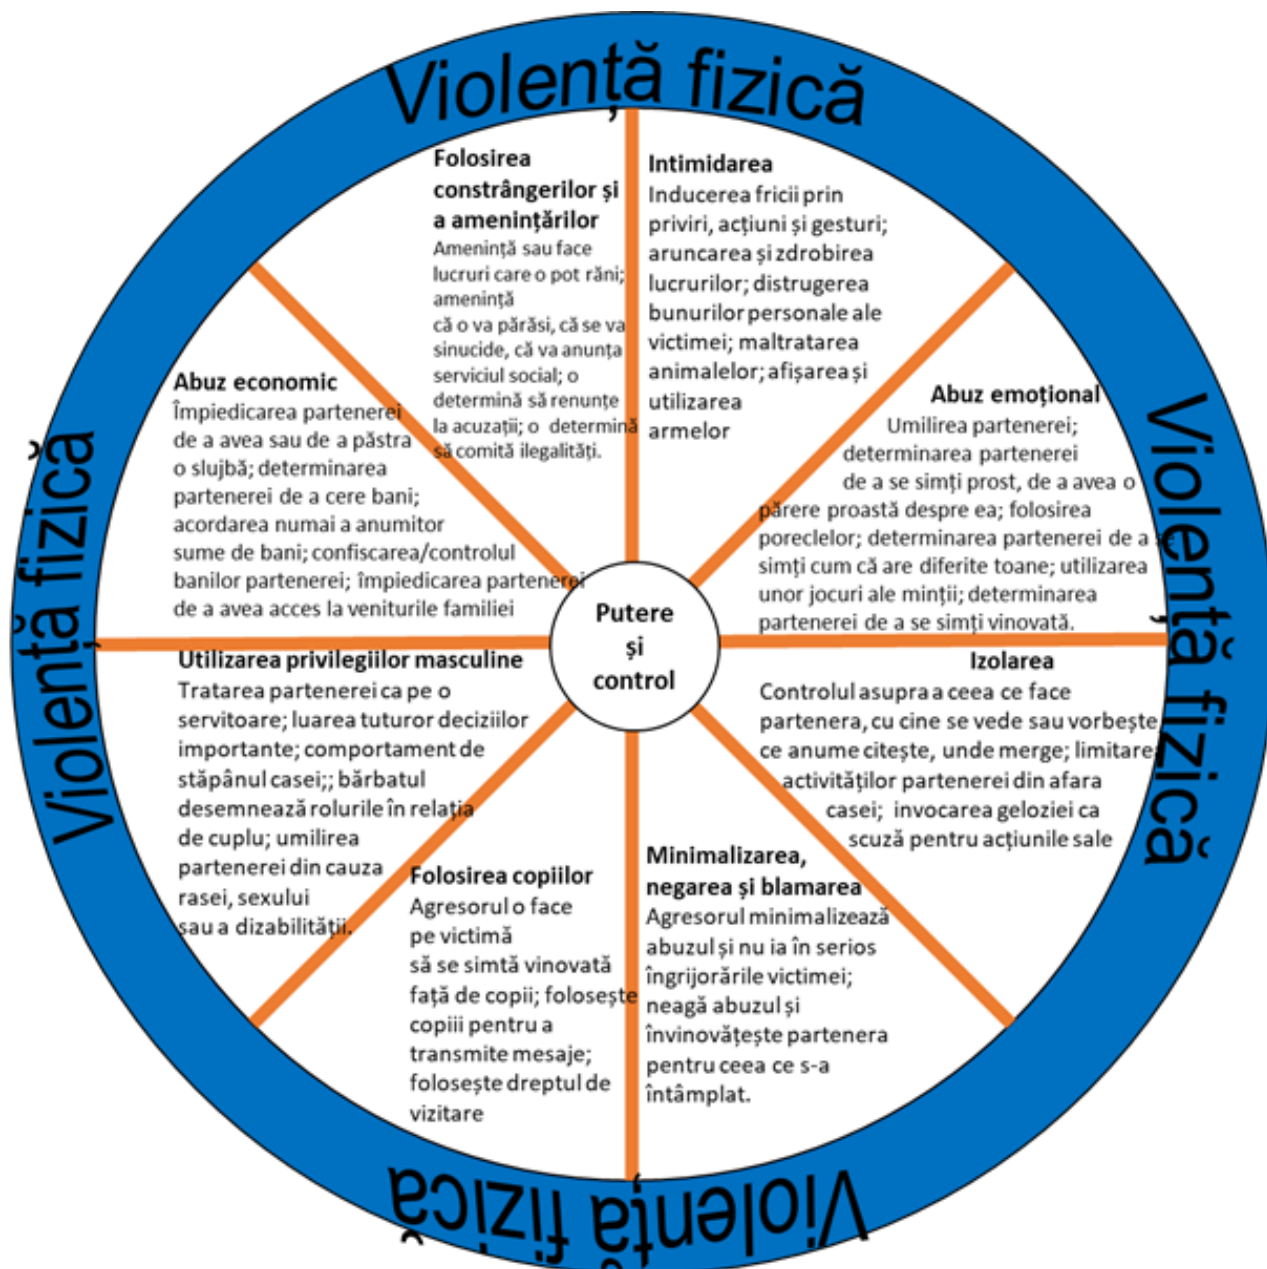 Violență fizică
Folosirea
constrângerilor și
a amenințărilor
Amenință sau face
lucruri care o pot răni;
amenință
că o va părăsi, că se va
sinucide, că va anunța
serviciul social; o
determină să renunțe
la acuzații; o determină
să comită ilegalități.
Intimidarea
Inducerea fricii prin
priviri, acțiuni și gesturi;
aruncarea și zdrobirea
lucrurilor; distrugerea
bunurilor personale ale
victimei; maltratarea
animalelor; afișarea și
utilizarea
armelor
Abuz emoțional
Umilirea partenerei;
determinarea partenerei
de a se simți prost, de a avea o
părere proastă despre ea; folosirea
poreclelor; determinarea partenerei de a se
simți cum că are diferite toane; utilizarea
unor jocuri ale minții; determinarea
partenerei de a se simți vinovată.
Violență fizică
Izolarea
Controlul asupra a ceea ce face
partenera, cu cine se vede sau vorbește,
ce anume citește, unde merge; limitarea
activităților partenerei din afara
casei; invocarea geloziei ca
scuză pentru acțiunile sale
Minimalizarea,
negarea și blamarea
Agresorul minimalizează
abuzul și nu ia în serios
îngrijorările victimei;
neagă abuzul și
învinovățește partenera
pentru ceea ce s-a
întâmplat.
Violență fizică
Folosirea copiilor
Agresorul o face
pe victimă
să se simtă vinovată
față de copii; folosește
copiii pentru a
transmite mesaje;
folosește dreptul de
vizitare
Utilizarea privilegiilor masculine
Tratarea partenerei ca pe o
servitoare; luarea tuturor deciziilor
importante; comportament de
stăpânul casei;; bărbatul
desemnează rolurile în relația
de cuplu; umilirea
partenerei din cauza
rasei, sexului
sau a dizabilității.
Violență fizică
Abuz economic
Împiedicarea partenerei
de a avea sau de a păstra
o slujbă; determinarea
partenerei de a cere bani;
acordarea numai a anumitor
sume de bani; confiscarea/controlul
banilor partenerei; împiedicarea partenerei
de a avea acces la veniturile familiei
Putere
și
control